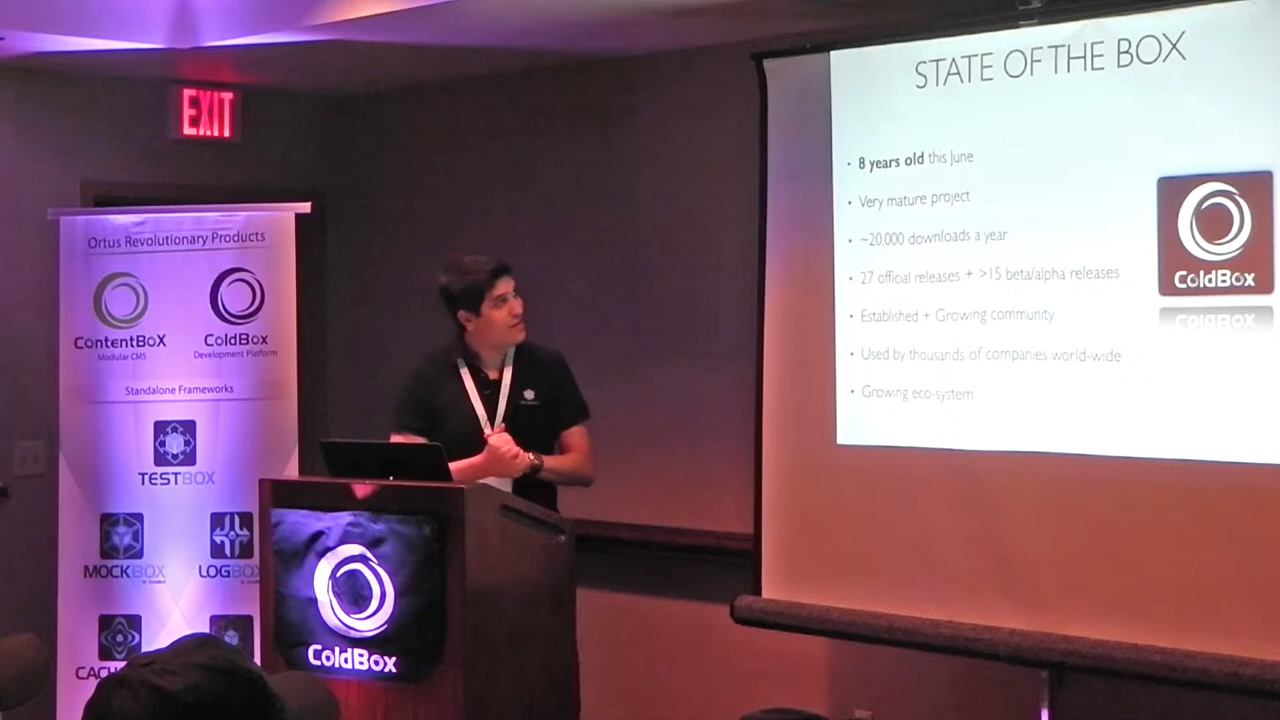 EXIT
Ortus Revolutionary Products
ContentBox
Modular CMS
ColdBox
Development Platform
Standalone Frameworks
TESTBOX
MOCKBOX
LOGBOX
ColdBox
STATE OF THE BOX
• 8 years old this June
• Very mature project
• ~20,000 downloads a year
• 27 official releases + >15 beta/alpha releases
• Established + Growing community
• Used by thousands of companies world-wide
• Growing eco-system
ColdBox